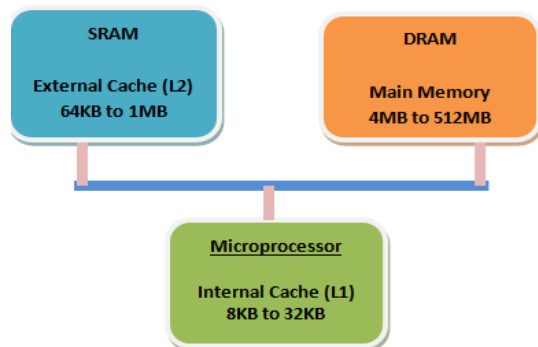 SRAM
External Cache (L2)
64KB to 1MB
DRAM
Main Memory
4MB to 512MB
Microprocessor
Internal Cache (L1)
8KB to 32KB